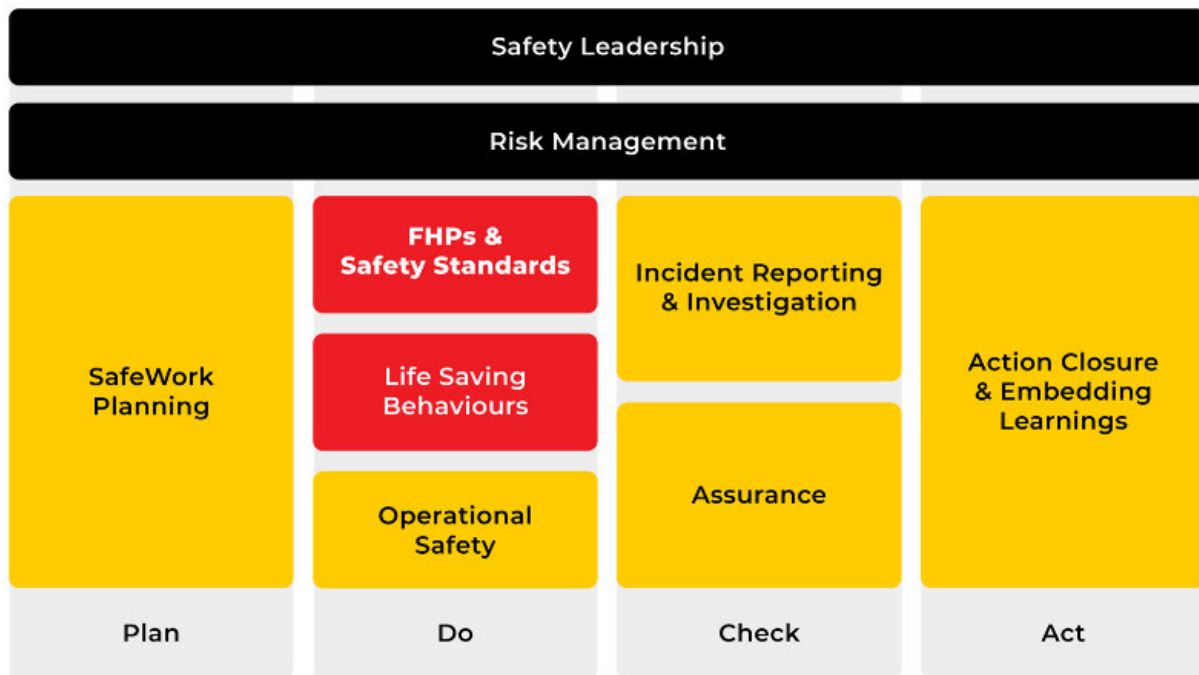 Safety Leadership
Risk Management
SafeWork
Planning
FHPs &
Safety Standards
Life Saving
Behaviours
Operational
Safety
Incident Reporting
& Investigation
Assurance
Action Closure
& Embedding
Learnings
Plan
Do
Check
Act